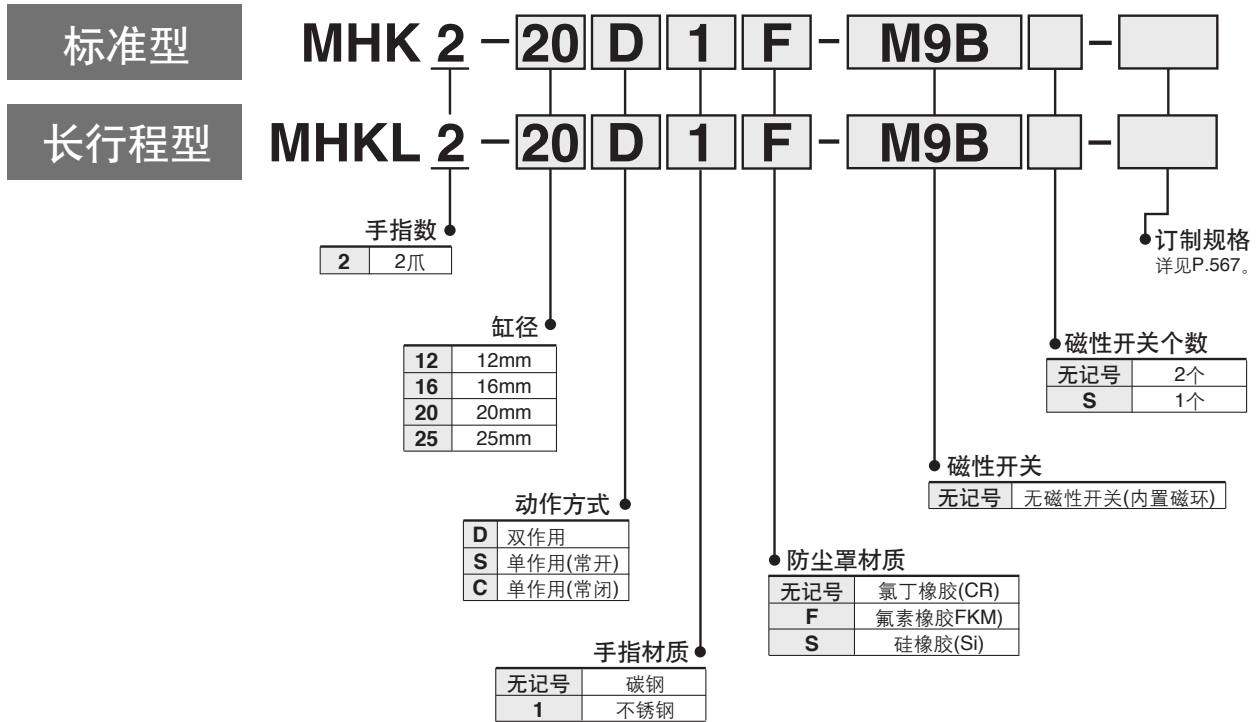 标准型 MHK 2 - 20 D 1 F - M9B -
长行程型 MHKL 2 - 20 D 1 F - M9B -
手指数
2 2爪
订制规格
详见P.567。
缸径
12 12mm
16 16mm
20 20mm
25 25mm
磁性开关个数
无记号 2个
S 1个
磁性开关
无记号 无磁性开关(内置磁环)
动作方式
D 双作用
S 单作用(常开)
C 单作用(常闭)
防尘罩材质
无记号 氯丁橡胶(CR)
F 氟素橡胶FKM)
S 硅橡胶(Si)
手指材质
无记号 碳钢
1 不锈钢